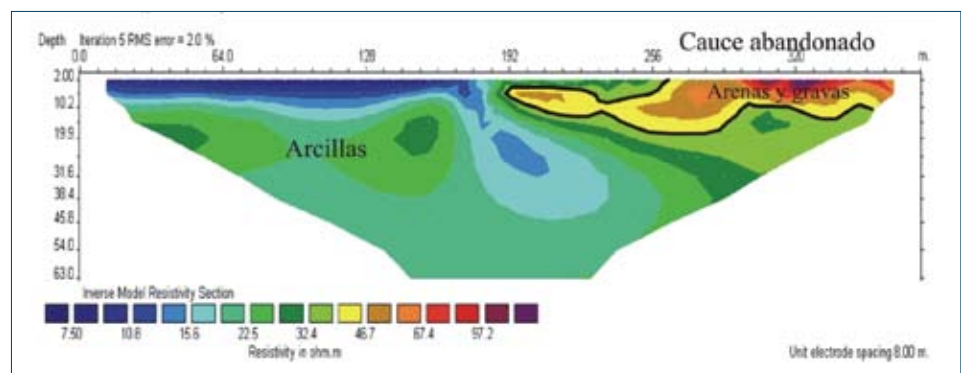 Depth Iteration 5 RMS error = 2.0 %
Cauce abandonado
0.0 64.0 128 192 256 320 m.
2.00
10.2
19.9
31.6
38.4
45.8
54.0
63.0
Arenas y gravas
Arcillas
Inverse Model Resistivity Section
7.50 10.8 15.6 22.5 32.4 46.7 67.4 97.2
Resistivity in ohm.m
Unit electrode spacing 8.00 m.